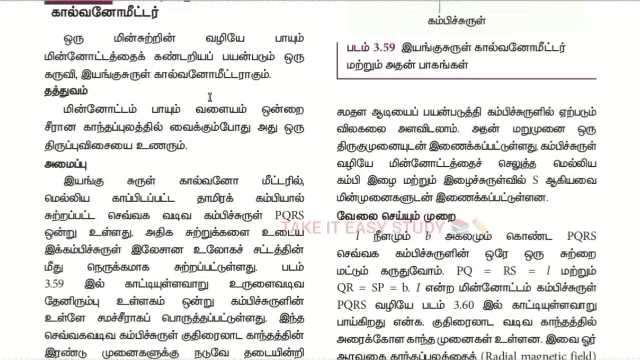 கால்வனோமீட்டர்
ஒரு மின்சுற்றின் வழியே பாயும்
மின்னோட்டத்தைக் கண்டறியப் பயன்படும் ஒரு
கருவி, இயங்குசுருள் கால்வனோமீட்டராகும்.
தத்துவம்
மின்னோட்டம் பாயும் வளையம் ஒன்றை
சீரான காந்தப்புலத்தில் வைக்கும்போது அது ஒரு
திருப்புவிசையை உணரும்.
அமைப்பு
இயங்கு சுருள் கால்வனோ மீட்டரில்,
மெல்லிய காப்பிடப்பட்ட தாமிரக் கம்பியால்
சுற்றப்பட்ட செவ்வக வடிவ கம்பிச்சுருள் PQRS
ஒன்று உள்ளது. அதிக சுற்றுக்களை உடைய
இக்கம்பிச்சுருள் இலேசான உலோகச் சட்டத்தின்
மீது நெருக்கமாக சுற்றப்பட்டுள்ளது. படம்
3.59 இல் காட்டியுள்ளவாறு உருளைவடிவ
தேனிரும்பு உள்ளகம் ஒன்று கம்பிச்சுருளின்
உள்ளே சமச்சீராகப் பொருத்தப்பட்டுள்ளது. இந்த
செவ்வகவடிவ கம்பிச்சுருள் குதிரைலாட காந்தத்தின்
இரண்டு முனைகளுக்கு நடுவே தடையின்றி
கம்பிச்சுருள்
படம் 3.59 இயங்குசுருள் கால்வனோமீட்டர்
மற்றும் அதன் பாகங்கள்
சமதள ஆடியைப் பயன்படுத்தி கம்பிச்சுருளில் ஏற்படும்
விலகலை அளவிடலாம். அதன் மறுமுனை ஒரு
திருகுமுனையுடன் இணைக்கப்பட்டுள்ளது. கம்பிச்சுருள்
வழியே மின்னோட்டத்தைச் செலுத்த மெல்லிய
கம்பி இழை மற்றும் இழைச்சுருள்வில் S ஆகியவை
மின்முனைகளுடன் இணைக்கப்பட்டுள்ளன.
TAKE IT EASY STUDY
வேலை செய்யும் முறை
l நீளமும் b அகலமும் கொண்ட PQRS
செவ்வக கம்பிச்சுருளின் ஒரே ஒரு சுற்றை
மட்டும் கருதுவோம். PQ = RS = l மற்றும்
QR = SP = b. I என்ற மின்னோட்டம் கம்பிச்சுருள்
PQRS வழியே படம் 3.60 இல் காட்டியுள்ளவாறு
பாய்கிறது என்க. குதிரைலாட வடிவ காந்தத்தின்
அரைக்கோள காந்த முனைகள் உள்ளன. இவை ஓர்
ஆரவகை காந்தப்புலத்தைத் (Radial magnetic field)